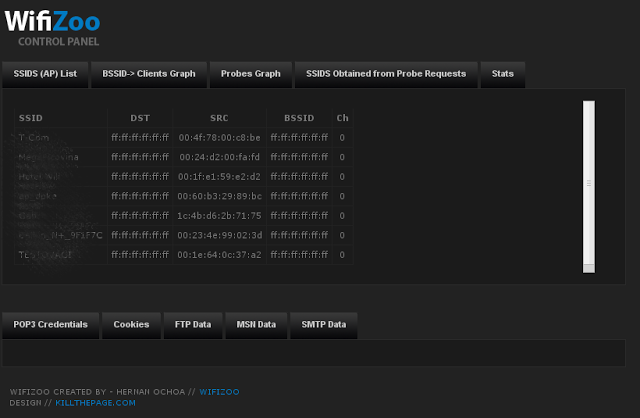 WifiZoo
CONTROL PANEL
SSIDS (AP) List BSSID-> Clients Graph Probes Graph SSIDS Obtained from Probe Requests Stats
SSID DST SRC BSSID Ch
T-Com ff:ff:ff:ff:ff:ff 00:4f:78:00:c8:be ff:ff:ff:ff:ff:ff 0
ff:ff:ff:ff:ff:ff 00:24:d2:00:fa:fd ff:ff:ff:ff:ff:ff 0
ff:ff:ff:ff:ff:ff 00:1f:e1:59:e2:d2 ff:ff:ff:ff:ff:ff 0
ff:ff:ff:ff:ff:ff 00:60:b3:29:89:bc ff:ff:ff:ff:ff:ff 0
ff:ff:ff:ff:ff:ff 1c:4b:d6:2b:71:75 ff:ff:ff:ff:ff:ff 0
ff:ff:ff:ff:ff:ff 00:23:4e:99:02:3d ff:ff:ff:ff:ff:ff 0
ff:ff:ff:ff:ff:ff 00:1e:64:0c:37:a2 ff:ff:ff:ff:ff:ff 0
POP3 Credentials Cookies FTP Data MSN Data SMTP Data
WIFIZOO CREATED BY - HERNAN OCHOA // WIFIZOO
DESIGN // KILLTHEPAGE.COM